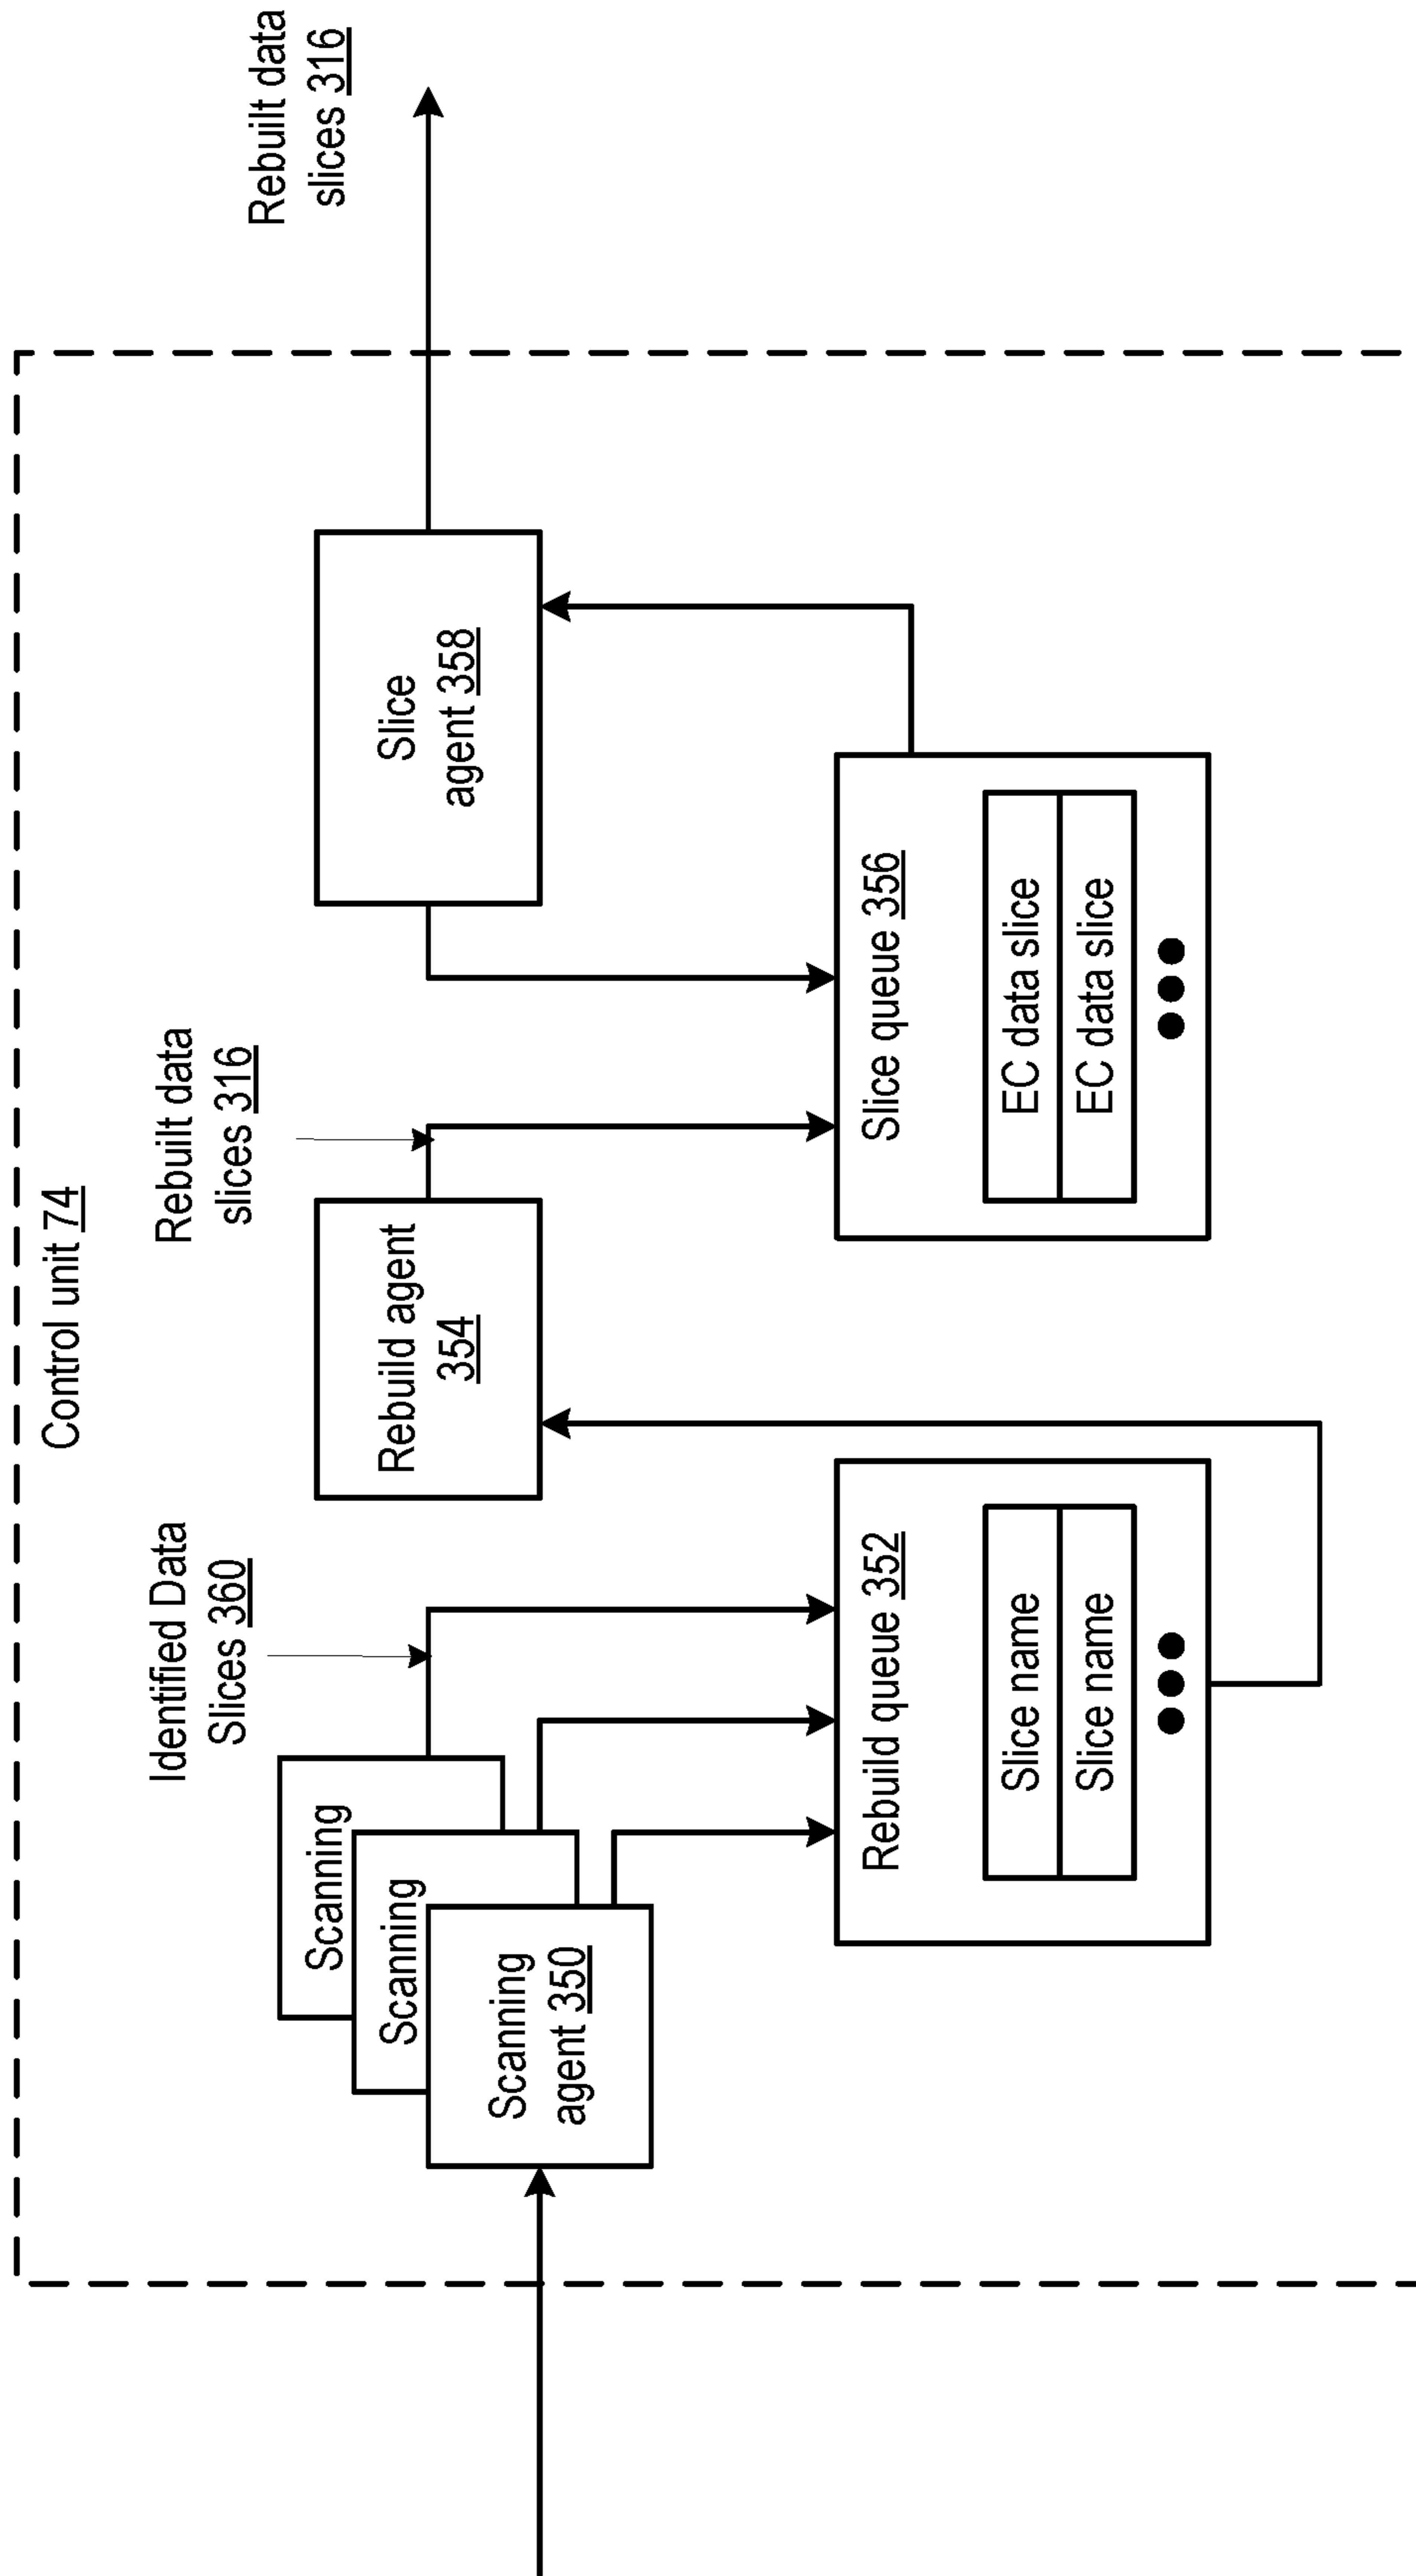 Control unit 74
Identified Data
Slices 360
Rebuilt data
slices 316
Rebuilt data
slices 316
Scanning
Scanning
Scanning
agent 350
Rebuild agent
354
Slice
agent 358
Rebuild queue 352
Slice name
Slice name
Slice queue 356
EC data slice
EC data slice